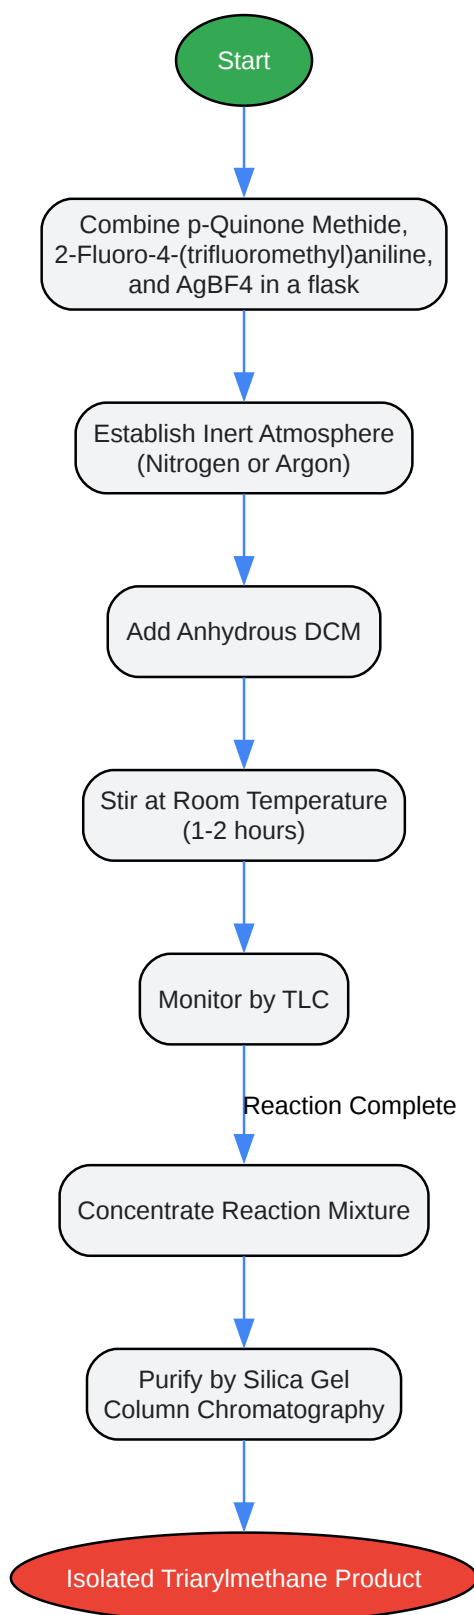 Start
Combine p-Quinone Methide,
2-Fluoro-4-(trifluoromethyl)aniline,
and AgBF4 in a flask
Establish Inert Atmosphere
(Nitrogen or Argon)
Add Anhydrous DCM
Stir at Room Temperature
(1-2 hours)
Monitor by TLC
Reaction Complete
Concentrate Reaction Mixture
Purify by Silica Gel
Column Chromatography
Isolated Triarylmethane Product